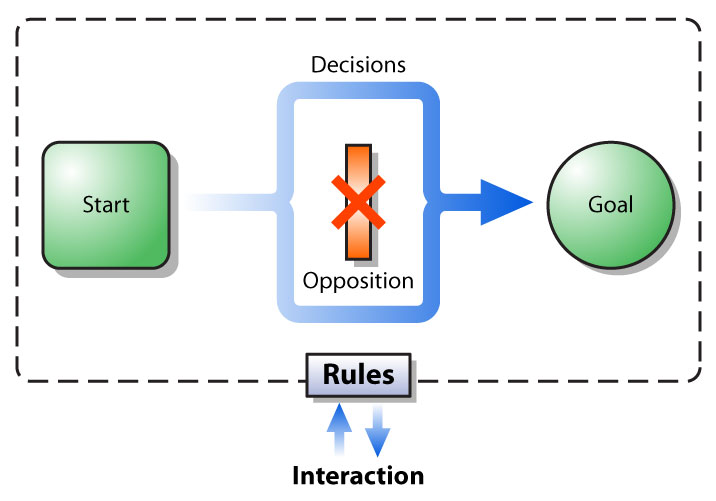 Decisions
Start
Goal
Opposition
Rules
Interaction